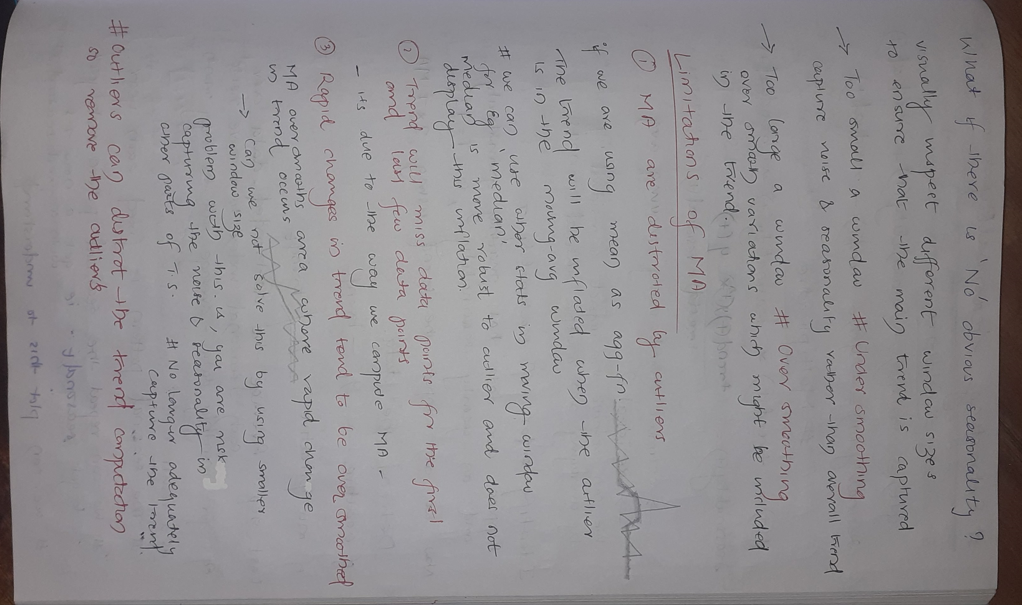 What if there is 'No' obvious seasonality?
visually inspect different window sizes
to ensure that the main trend is captured
→ Too small a window # Under smoothing
capture noise & seasonality rather than overall trend
→ Too long a window # Over smoothing
over smooth variations which might be included
in the trend.
Limitations of MA
① MA are distrorted by outliers
if we are using mean as agg-fn.
The trend will be inflated when the outlier
is in the moving avg window
# we can use other stats in moving window
for eg 'median'.
median is more robust to outlier and does not
display this inflation.
② Trend will miss data points for the first
and last few data points
- its due to the way we compute MA -
③ Rapid changes in trend tend to be over smoothed
MA oversmooths area where rapid change
in trend occurs
→ Can we not solve this by using smaller
window size
problem with this is, you are risk
capturing the noise & seasonality in
other parts of T.S. # No longer adequately
capture the trend
# Outliers can distort the trend computation
so remove the outliers